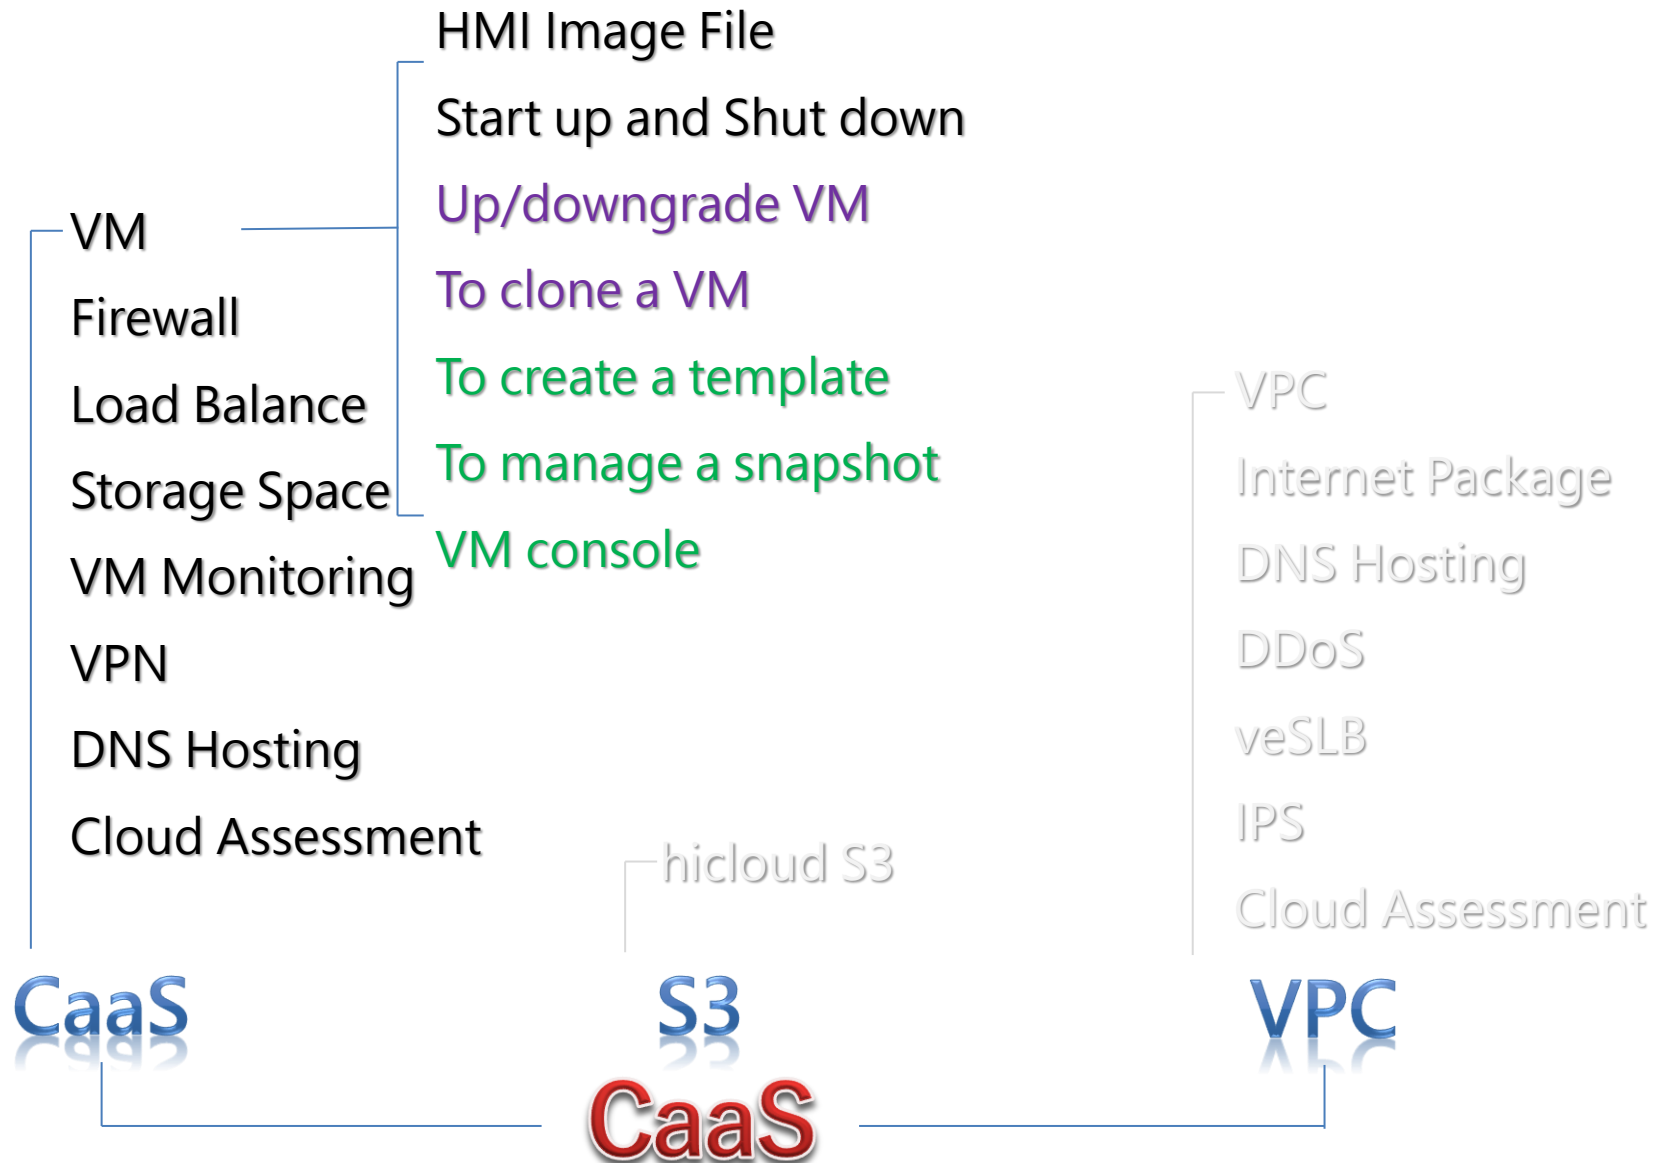 HMI Image File
Start up and Shut down
Up/downgrade VM
To clone a VM
To create a template
To manage a snapshot
VM console
VM
Firewall
Load Balance
Storage Space
VM Monitoring
VPN
DNS Hosting
Cloud Assessment
hicloud S3
VPC
Internet Package
DNS Hosting
DDoS
veSLB
IPS
Cloud Assessment
CaaS
S3
VPC
CaaS